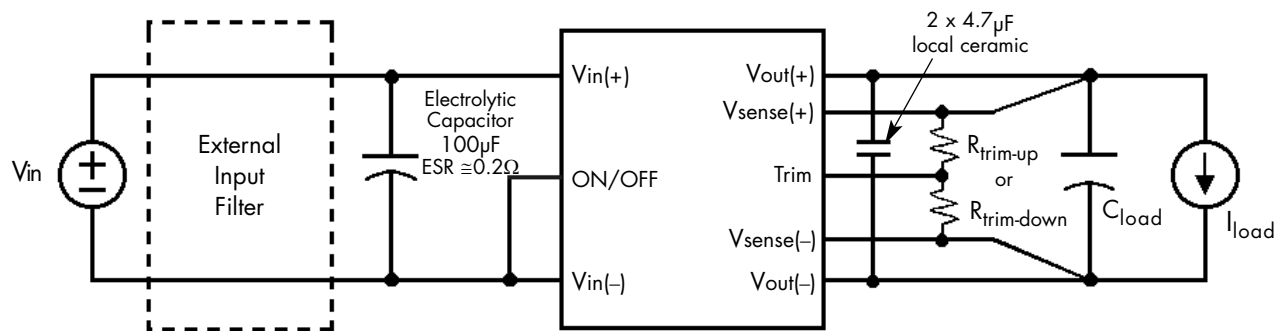 Vin
External
Input
Filter
Electrolytic
Capacitor
100µF
ESR ≅0.2Ω
Vin(+)
ON/OFF
Vin(–)
Vout(+)
Vsense(+)
Trim
Vsense(–)
Vout(–)
2 x 4.7µF
local ceramic
Rtrim-up
or
Rtrim-down
Cload
Iload